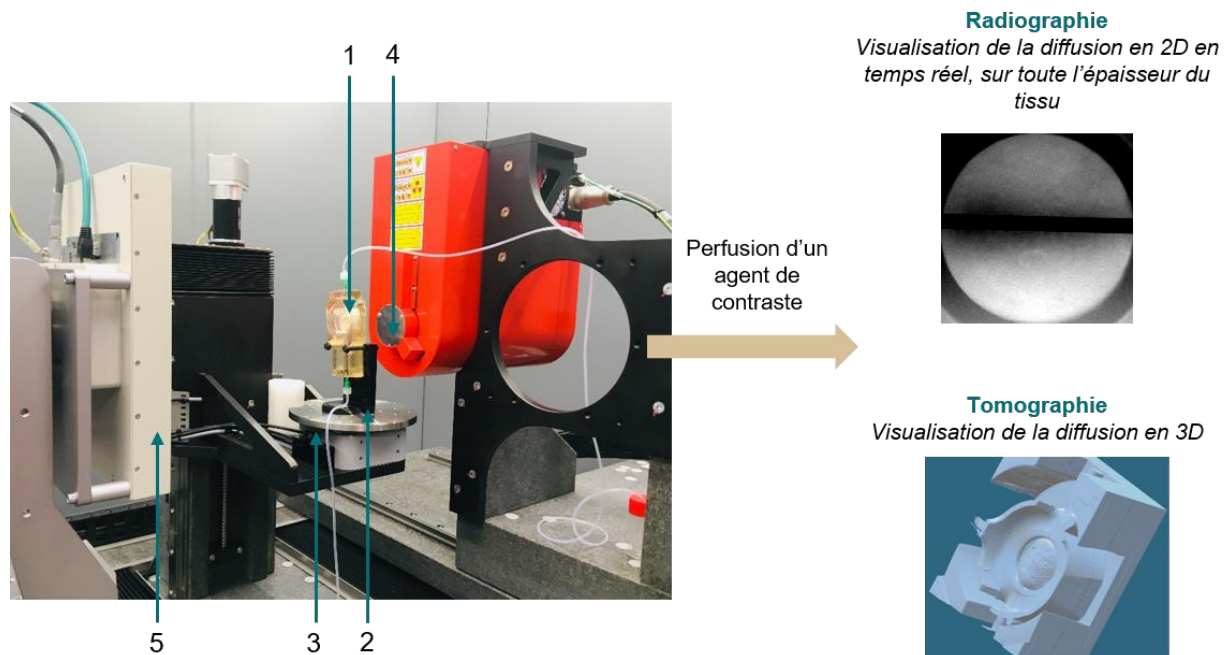 1
4
5
3
2
Perfusion d’un
agent de
contraste
Radiographie
Visualisation de la diffusion en 2D en
temps réel, sur toute l’épaisseur du
tissu
Tomographie
Visualisation de la diffusion en 3D